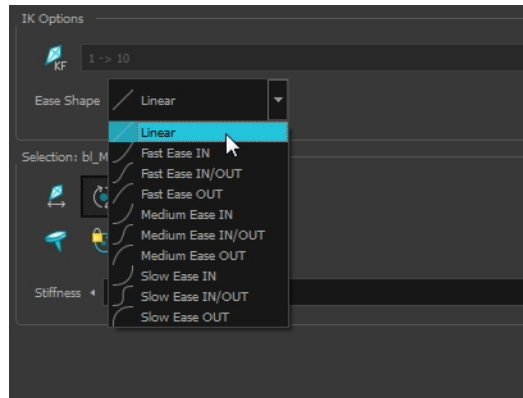 IK Options
KF 1 -> 10
Ease Shape Linear
Linear
Fast Ease IN
Selection: bl_M
Fast Ease IN/OUT
Fast Ease OUT
Medium Ease IN
Medium Ease IN/OUT
Medium Ease OUT
Slow Ease IN
Stiffness Slow Ease IN/OUT
Slow Ease OUT